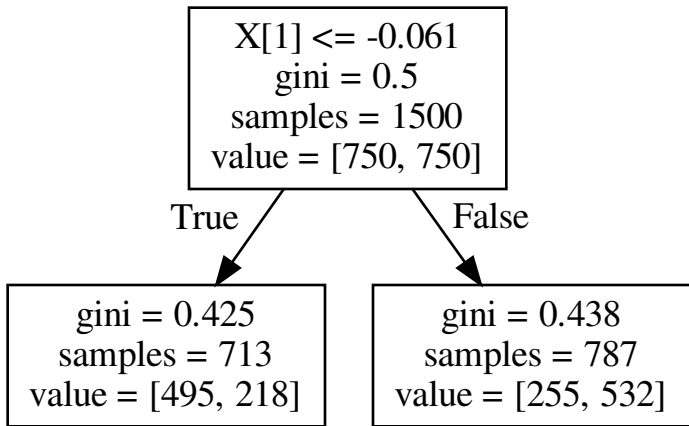 X[1] <= -0.061
gini = 0.5
samples = 1500
value = [750, 750]
True
False
gini = 0.425
samples = 713
value = [495, 218]
gini = 0.438
samples = 787
value = [255, 532]